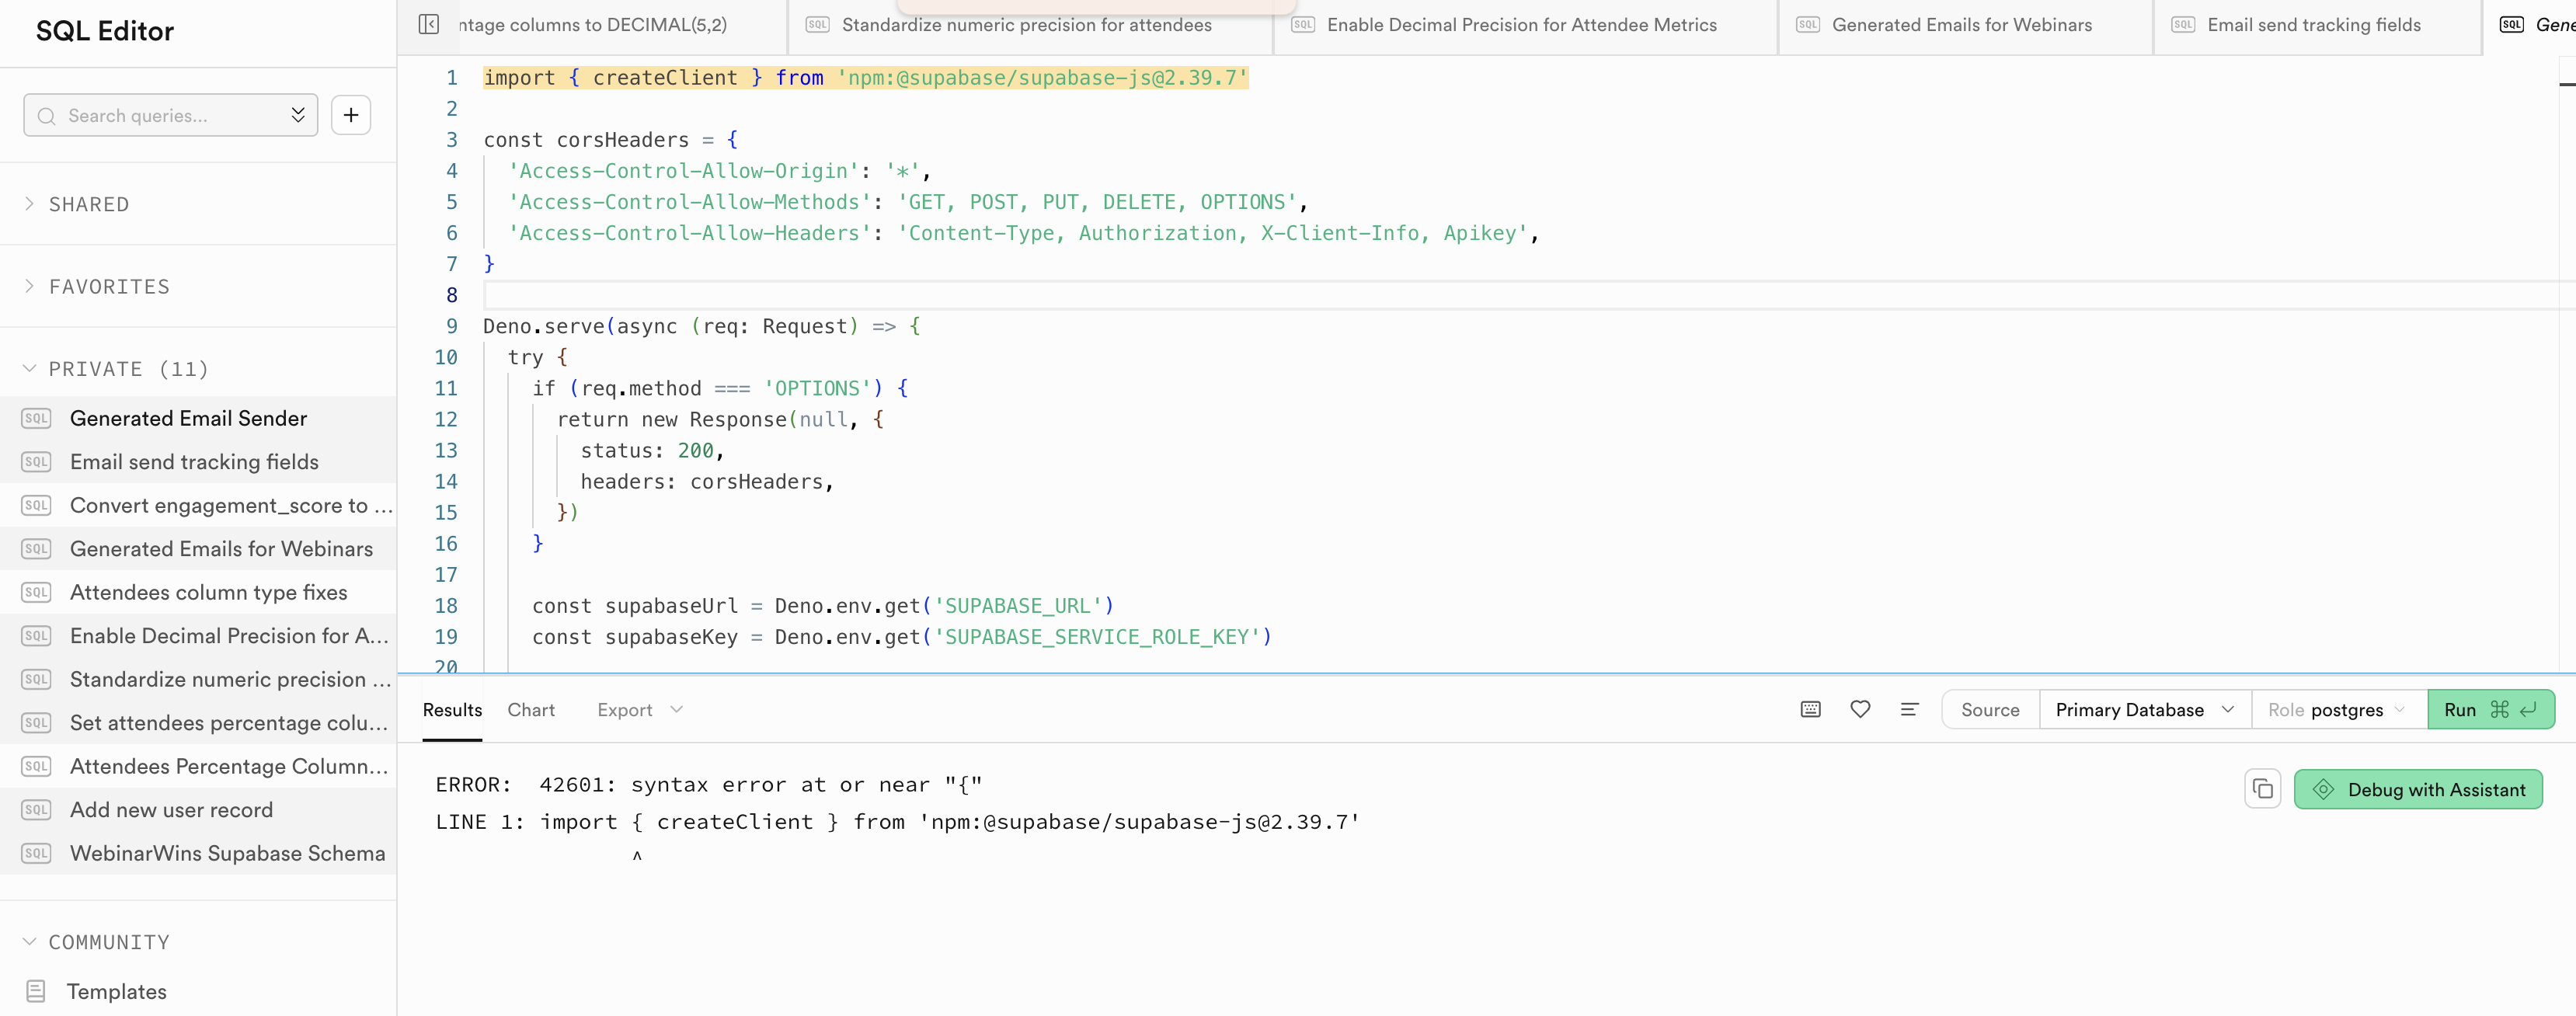 SQL Editor
Search queries...
SHARED
FAVORITES
PRIVATE (11)
SQL Generated Email Sender
SQL Email send tracking fields
SQL Convert engagement_score to ...
SQL Generated Emails for Webinars
SQL Attendees column type fixes
SQL Enable Decimal Precision for A...
SQL Standardize numeric precision ...
SQL Set attendees percentage colu...
SQL Attendees Percentage Column...
SQL Add new user record
SQL WebinarWins Supabase Schema
COMMUNITY
Templates
ntage columns to DECIMAL(5,2)
SQL Standardize numeric precision for attendees
SQL Enable Decimal Precision for Attendee Metrics
SQL Generated Emails for Webinars
SQL Email send tracking fields
SQL Gene
1 import { createClient } from 'npm:@supabase/supabase-js@2.39.7'
2
3 const corsHeaders = {
4 'Access-Control-Allow-Origin': '*',
5 'Access-Control-Allow-Methods': 'GET, POST, PUT, DELETE, OPTIONS',
6 'Access-Control-Allow-Headers': 'Content-Type, Authorization, X-Client-Info, Apikey',
7 }
8
9 Deno.serve(async (req: Request) => {
10 try {
11 if (req.method === 'OPTIONS') {
12 return new Response(null, {
13 status: 200,
14 headers: corsHeaders,
15 })
16 }
17
18 const supabaseUrl = Deno.env.get('SUPABASE_URL')
19 const supabaseKey = Deno.env.get('SUPABASE_SERVICE_ROLE_KEY')
20
Results Chart Export
Source Primary Database Role postgres Run ⌘
ERROR: 42601: syntax error at or near "{"
LINE 1: import { createClient } from 'npm:@supabase/supabase-js@2.39.7'
^
Debug with Assistant